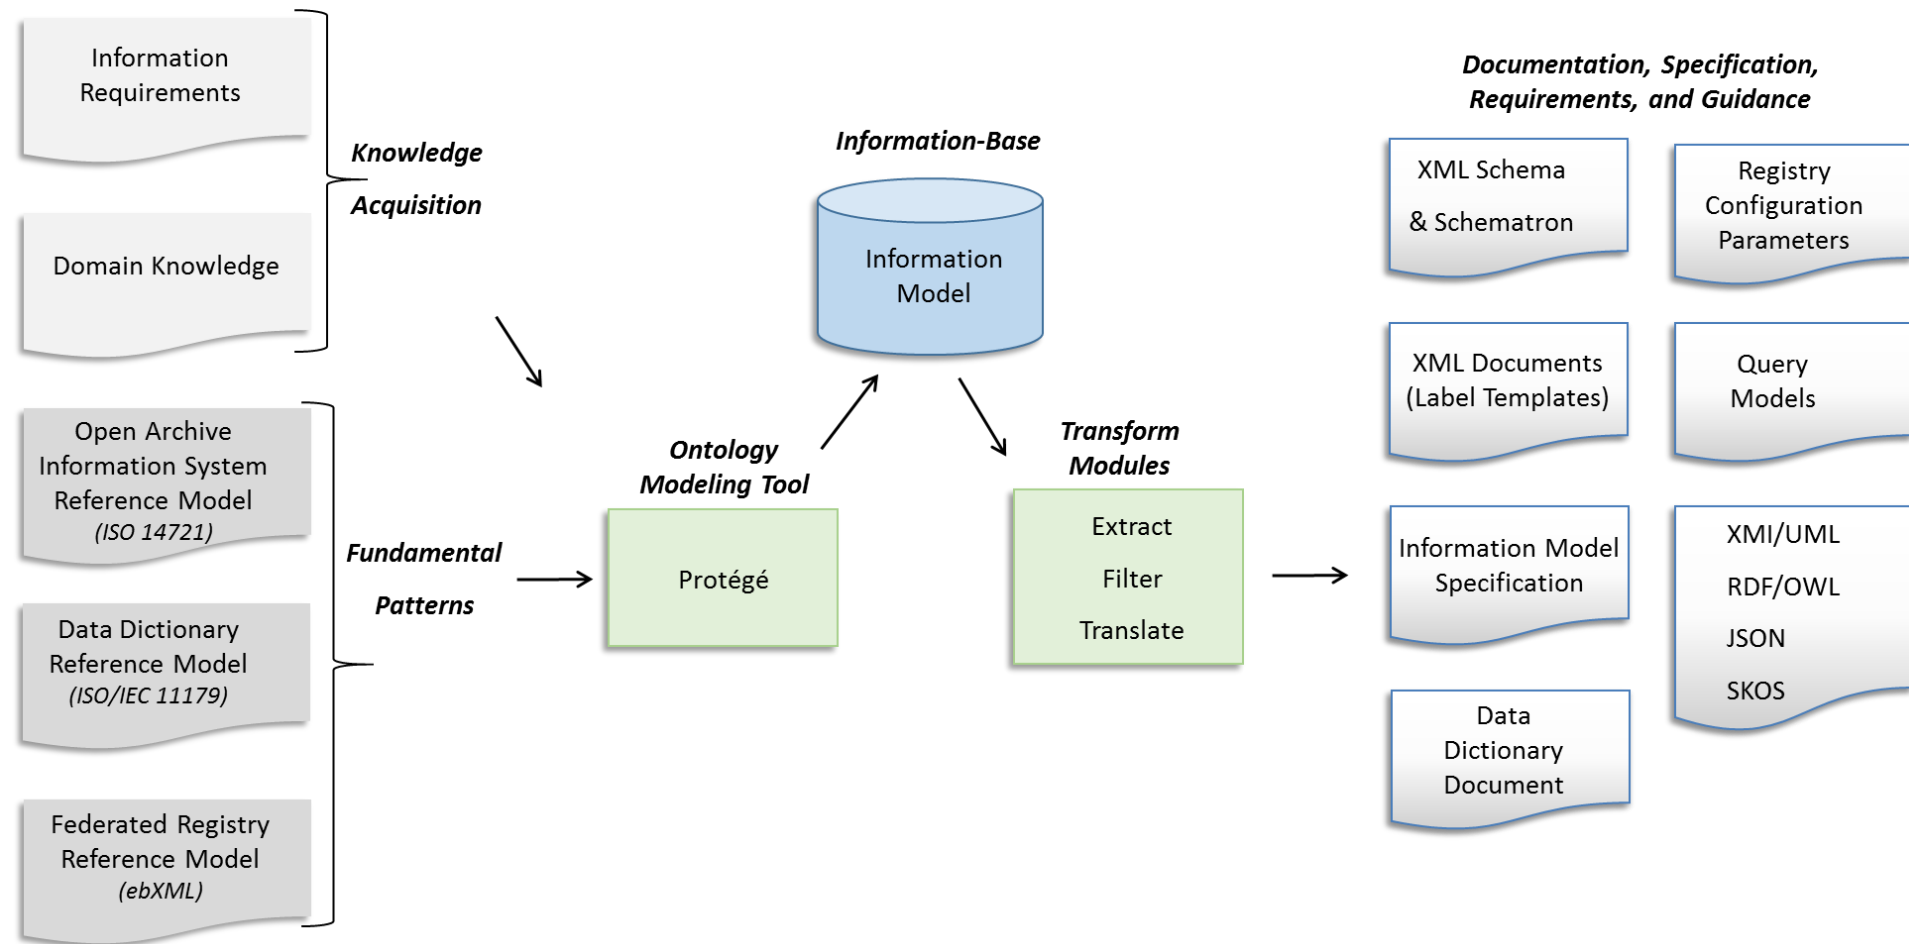 Information
Requirements
Domain Knowledge
Knowledge
Acquisition
Open Archive
Information System
Reference Model
(ISO 14721)
Data Dictionary
Reference Model
(ISO/IEC 11179)
Federated Registry
Reference Model
(ebXML)
Fundamental
Patterns
Ontology
Modeling Tool
Protégé
Information-Base
Information
Model
Transform
Modules
Extract
Filter
Translate
Documentation, Specification,
Requirements, and Guidance
XML Schema
& Schematron
Registry
Configuration
Parameters
XML Documents
(Label Templates)
Query
Models
Information Model
Specification
XMI/UML
RDF/OWL
JSON
SKOS
Data
Dictionary
Document